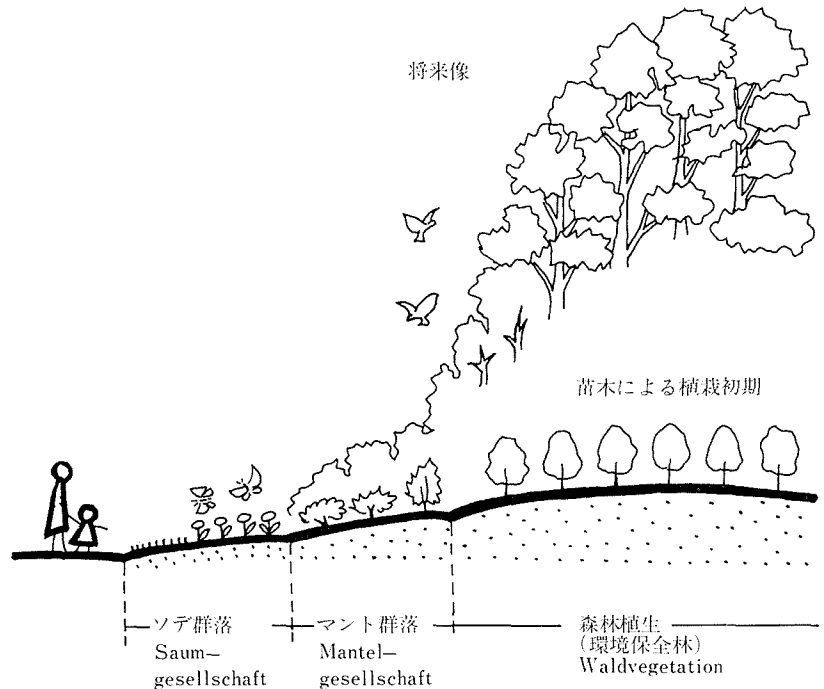 将来像
苗木による植栽初期
ソデ群落
Saum–
gesellschaft
マント群落
Mantel–
gesellschaft
森林植生
(環境保全林)
Waldvegetation